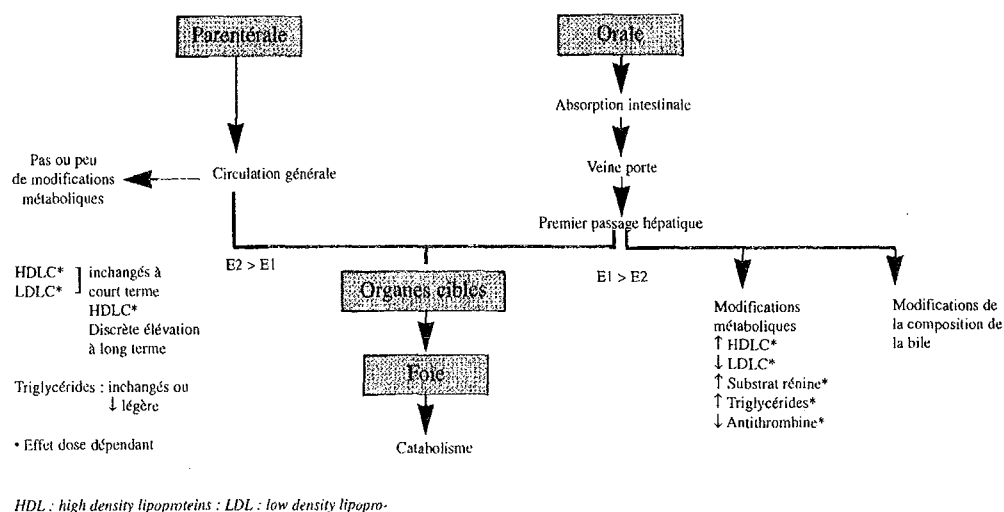 Parentérale
Orale
Absorption intestinale
Veine porte
Pas ou peu
de modifications
métaboliques
Circulation générale
Premier passage hépatique
E2 > E1
E1 > E2
HDLC* ] inchangés à
LDLC* court terme
HDLC*
Discrète élévation
à long terme
Triglycérides : inchangés ou
↓ légère
• Effet dose dépendant
Organes cibles
Foie
Catabolisme
Modifications
métaboliques
↑ HDLC*
↓ LDLC*
↑ Substrat rénine*
↑ Triglycérides*
↓ Antithrombine*
Modifications de
la composition de
la bile
HDL : high density lipoproteins : LDL : low density lipopro-